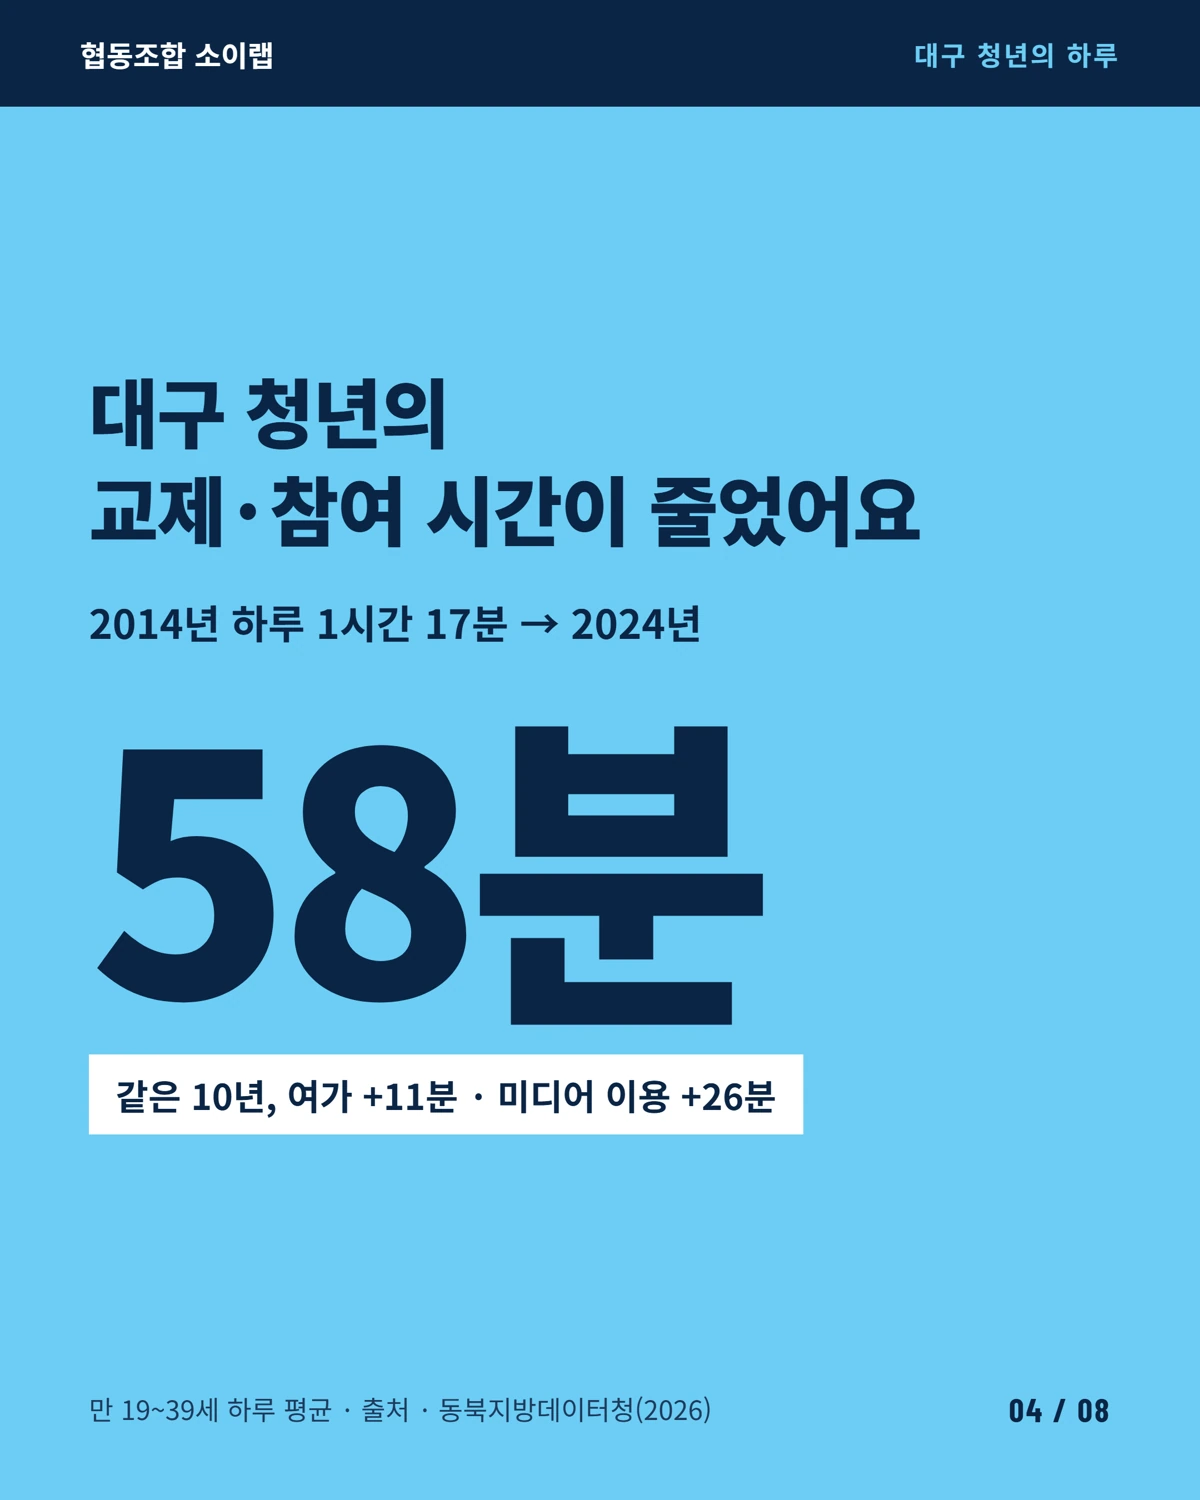 협동조합 소이랩
대구 청년의 하루
대구 청년의
교제·참여 시간이 줄었어요
2014년 하루 1시간 17분 → 2024년
58분
같은 10년, 여가 +11분 · 미디어 이용 +26분
만 19~39세 하루 평균 · 출처 · 동북지방데이터청(2026)
04 / 08